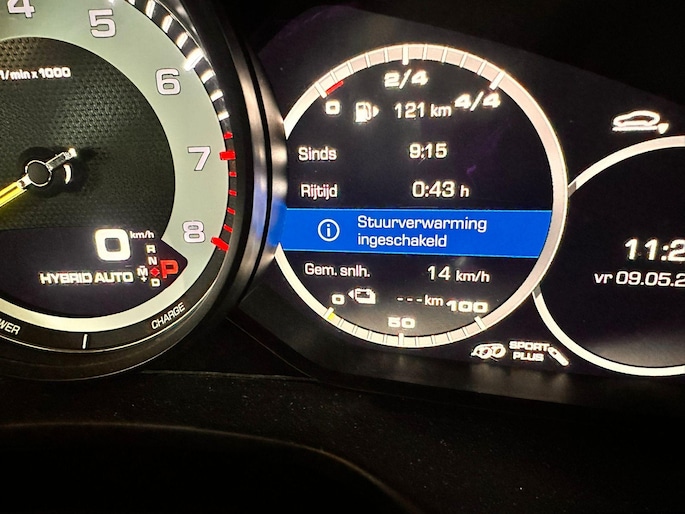 4
5
6
7
8
1/min x 1000
0 km/h
R
N
D
M
+
-
P
HYBRID AUTO
CHARGE
0
2/4
4/4
121 km
Sinds 9:15
Rijtijd 0:43 h
Stuurverwarming
ingeschakeld
Gem. snlh. 14 km/h
0
---km
100
50
SPORT
PLUS
vr 09.05.2